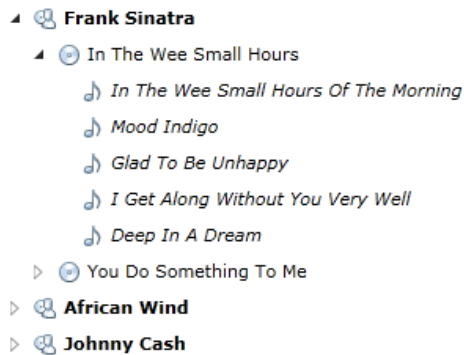 Frank Sinatra
In The Wee Small Hours
In The Wee Small Hours Of The Morning
Mood Indigo
Glad To Be Unhappy
I Get Along Without You Very Well
Deep In A Dream
You Do Something To Me
African Wind
Johnny Cash